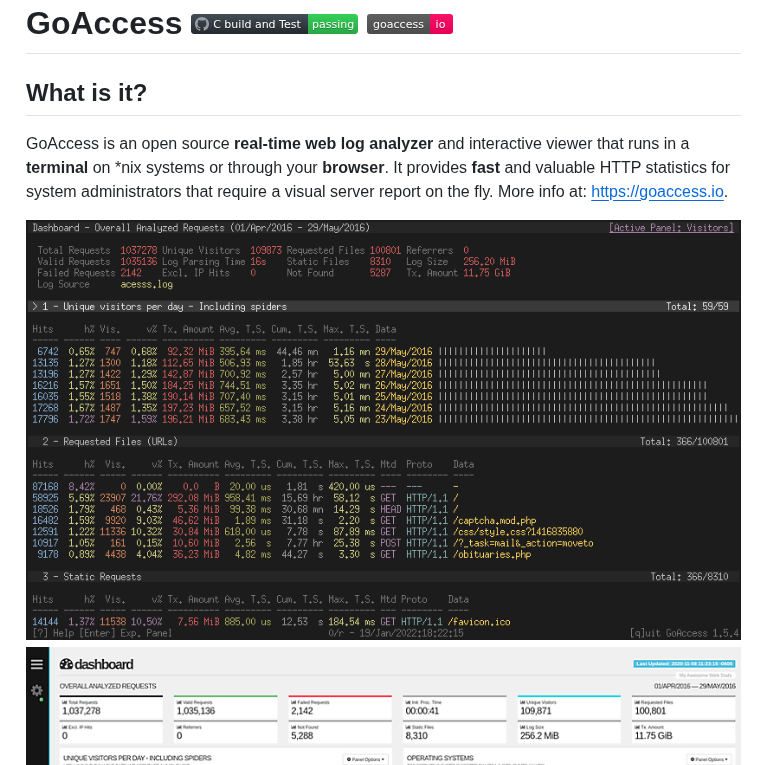 GoAccess C build and Test passing goaccess io
What is it?
GoAccess is an open source real-time web log analyzer and interactive viewer that runs in a
terminal on *nix systems or through your browser. It provides fast and valuable HTTP statistics for
system administrators that require a visual server report on the fly. More info at: https://goaccess.io.
Dashboard - Overall Analyzed Requests (01/Apr/2016 - 29/May/2016) [Active Panel: Visitors]
Total Requests 1037278 Unique Visitors 109873 Requested Files 100801 Referrers 0
Valid Requests 1035136 Log Parsing Time 16s Static Files 8310 Log Size 256.20 MiB
Failed Requests 2142 Excl. IP Hits 0 Not Found 5287 Tx. Amount 11.75 GiB
Log Source acesss.log
> 1 - Unique visitors per day - Including spiders Total: 59/59
Hits h% Vis. v% Tx. Amount Avg. T.S. Cum. T.S. Max. T.S. Data
6742 0.65% 747 0.68% 92.32 MiB 395.64 ms 44.46 mn 1.16 mn 29/May/2016
13135 1.27% 1300 1.18% 112.65 MiB 506.93 ms 1.85 hr 53.63 s 28/May/2016
13196 1.27% 1422 1.29% 142.87 MiB 700.92 ms 2.57 hr 5.00 mn 27/May/2016
16216 1.57% 1651 1.50% 184.25 MiB 744.51 ms 3.35 hr 5.02 mn 26/May/2016
16035 1.55% 1518 1.38% 190.14 MiB 707.40 ms 3.15 hr 5.01 mn 25/May/2016
17268 1.67% 1487 1.35% 197.23 MiB 657.52 ms 3.15 hr 5.16 mn 24/May/2016
17796 1.72% 1747 1.59% 196.21 MiB 683.43 ms 3.38 hr 5.05 mn 23/May/2016
2 - Requested Files (URLs) Total: 366/100801
Hits h% Vis. v% Tx. Amount Avg. T.S. Cum. T.S. Max. T.S. Mtd Proto Data
87168 8.42% 0 0.00% 0.0 B 20.00 us 1.81 s 420.00 us --- --- -
58925 5.69% 23907 21.76% 292.08 MiB 958.41 ms 15.69 hr 58.12 s GET HTTP/1.1 /
18526 1.79% 468 0.43% 5.36 MiB 99.38 ms 30.68 mn 14.29 s HEAD HTTP/1.1 /
16482 1.59% 9920 9.03% 46.62 MiB 1.89 ms 31.18 s 2.20 s GET HTTP/1.1 /captcha.mod.php
12591 1.22% 11336 10.32% 30.84 MiB 618.00 us 7.78 s 87.89 ms GET HTTP/1.1 /css/style.css?1416835880
10917 1.05% 161 0.15% 10.60 MiB 2.56 s 7.77 hr 25.38 s POST HTTP/1.1 /?_task=mail&_action=moveto
9178 0.89% 4438 4.04% 36.23 MiB 4.82 ms 44.27 s 3.30 s GET HTTP/1.1 /obituaries.php
3 - Static Requests Total: 366/8310
Hits h% Vis. v% Tx. Amount Avg. T.S. Cum. T.S. Max. T.S. Mtd Proto Data
14144 1.37% 11538 10.50% 7.56 MiB 885.00 us 12.53 s 184.54 ms GET HTTP/1.1 /favicon.ico
[?] Help [Enter] Exp. Panel 0/r - 19/Jan/2022:18:22:15 [q]uit GoAccess 1.5.4
dashboard
My Awesome Web Stats
OVERALL ANALYZED REQUESTS 01/APR/2016 — 29/MAY/2016
Total Requests Valid Requests Failed Requests Init. Proc. Time Unique Visitors Requested Files
1,037,278 1,035,136 2,142 00:00:41 109,871 100,801
Excl. IP Hits Referrers Not Found Static Files Log Size Tx. Amount
0 0 5,288 8,310 256.2 MiB 11.75 GiB
UNIQUE VISITORS PER DAY - INCLUDING SPIDERS Panel Options OPERATING SYSTEMS Panel Options